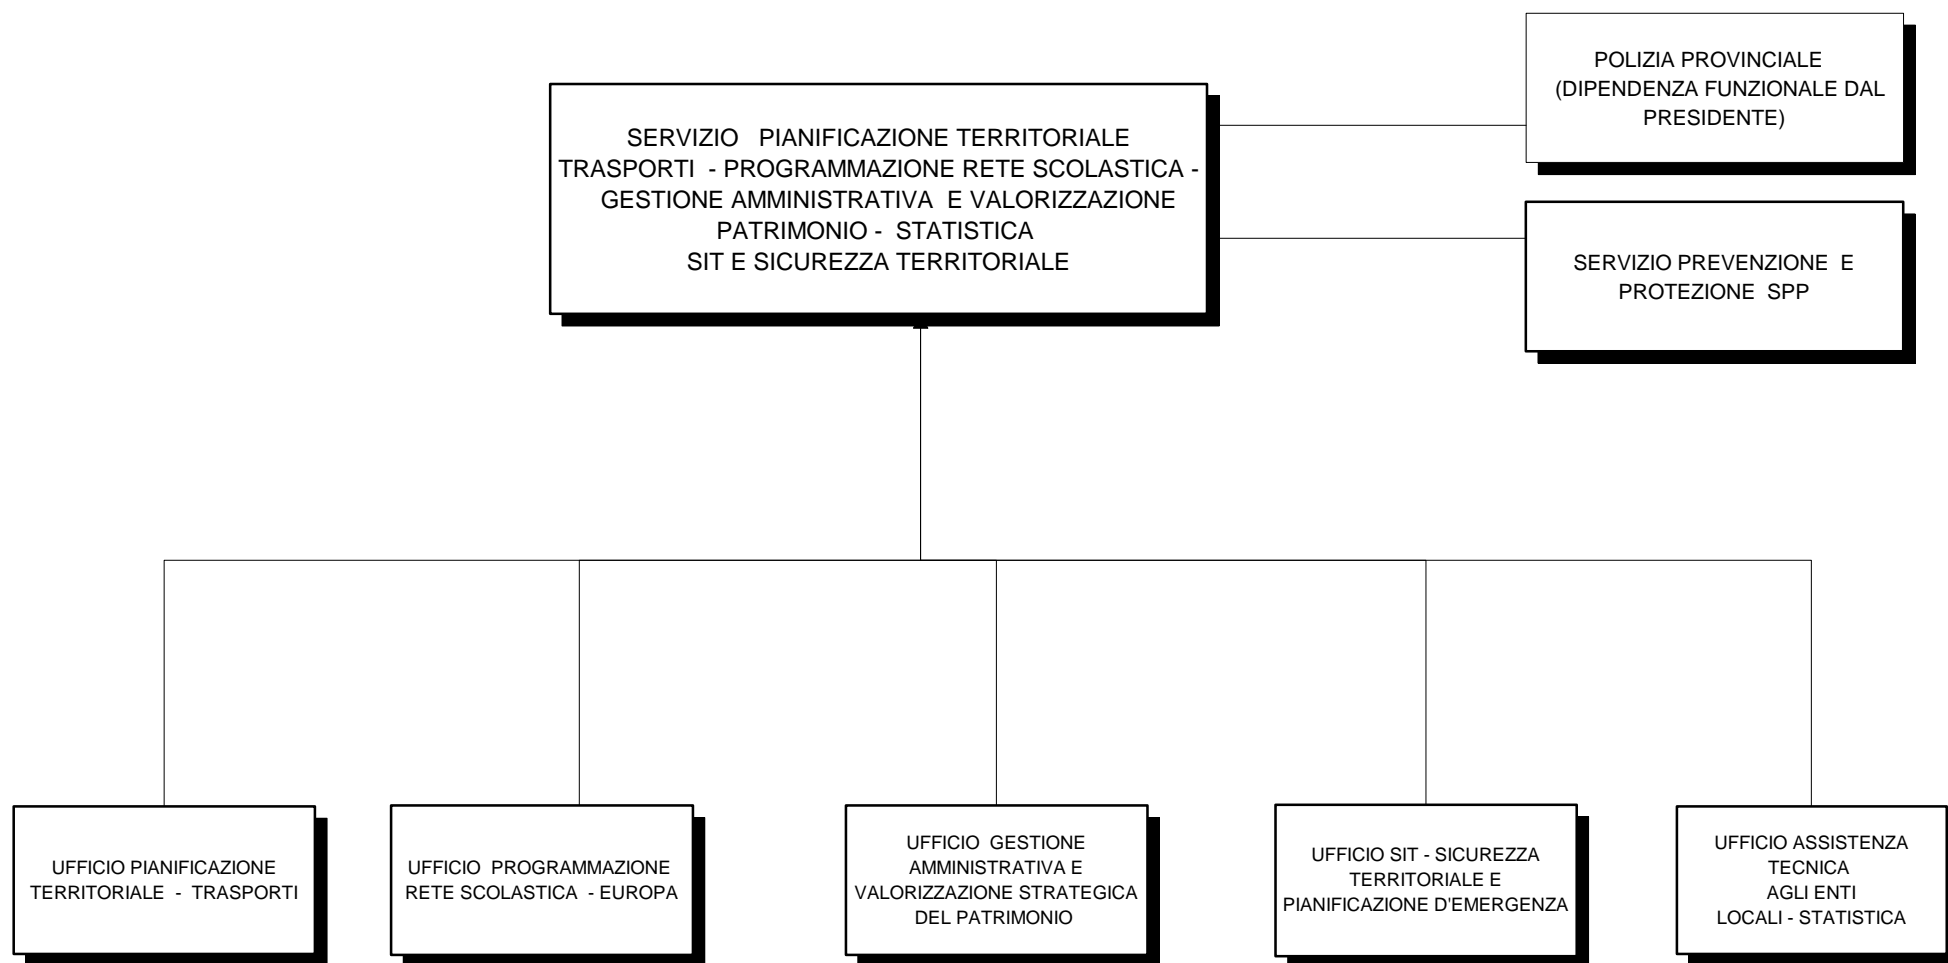 POLIZIA PROVINCIALE
(DIPENDENZA FUNZIONALE DAL
PRESIDENTE)
SERVIZIO PIANIFICAZIONE TERRITORIALE
TRASPORTI - PROGRAMMAZIONE RETE SCOLASTICA -
GESTIONE AMMINISTRATIVA E VALORIZZAZIONE
PATRIMONIO - STATISTICA
SIT E SICUREZZA TERRITORIALE
SERVIZIO PREVENZIONE E
PROTEZIONE SPP
UFFICIO PIANIFICAZIONE
TERRITORIALE - TRASPORTI
UFFICIO PROGRAMMAZIONE
RETE SCOLASTICA - EUROPA
UFFICIO GESTIONE
AMMINISTRATIVA E
VALORIZZAZIONE STRATEGICA
DEL PATRIMONIO
UFFICIO SIT - SICUREZZA
TERRITORIALE E
PIANIFICAZIONE D'EMERGENZA
UFFICIO ASSISTENZA
TECNICA
AGLI ENTI
LOCALI - STATISTICA